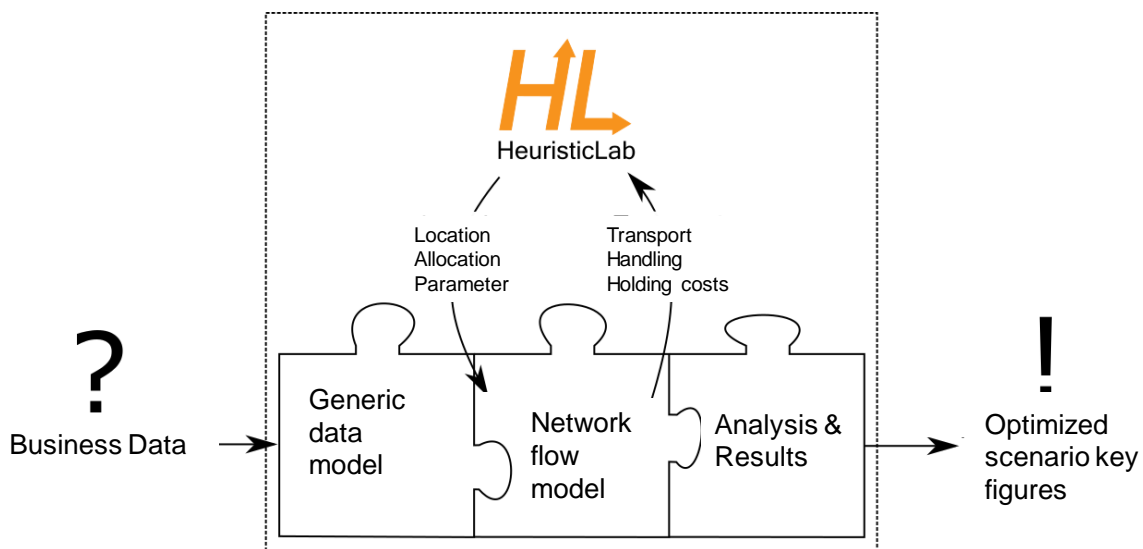 HL
HeuristicLab
Location
Allocation
Parameter
Transport
Handling
Holding costs
?
Business Data
Generic
data
model
Network
flow
model
Analysis &
Results
!
Optimized
scenario key
figures